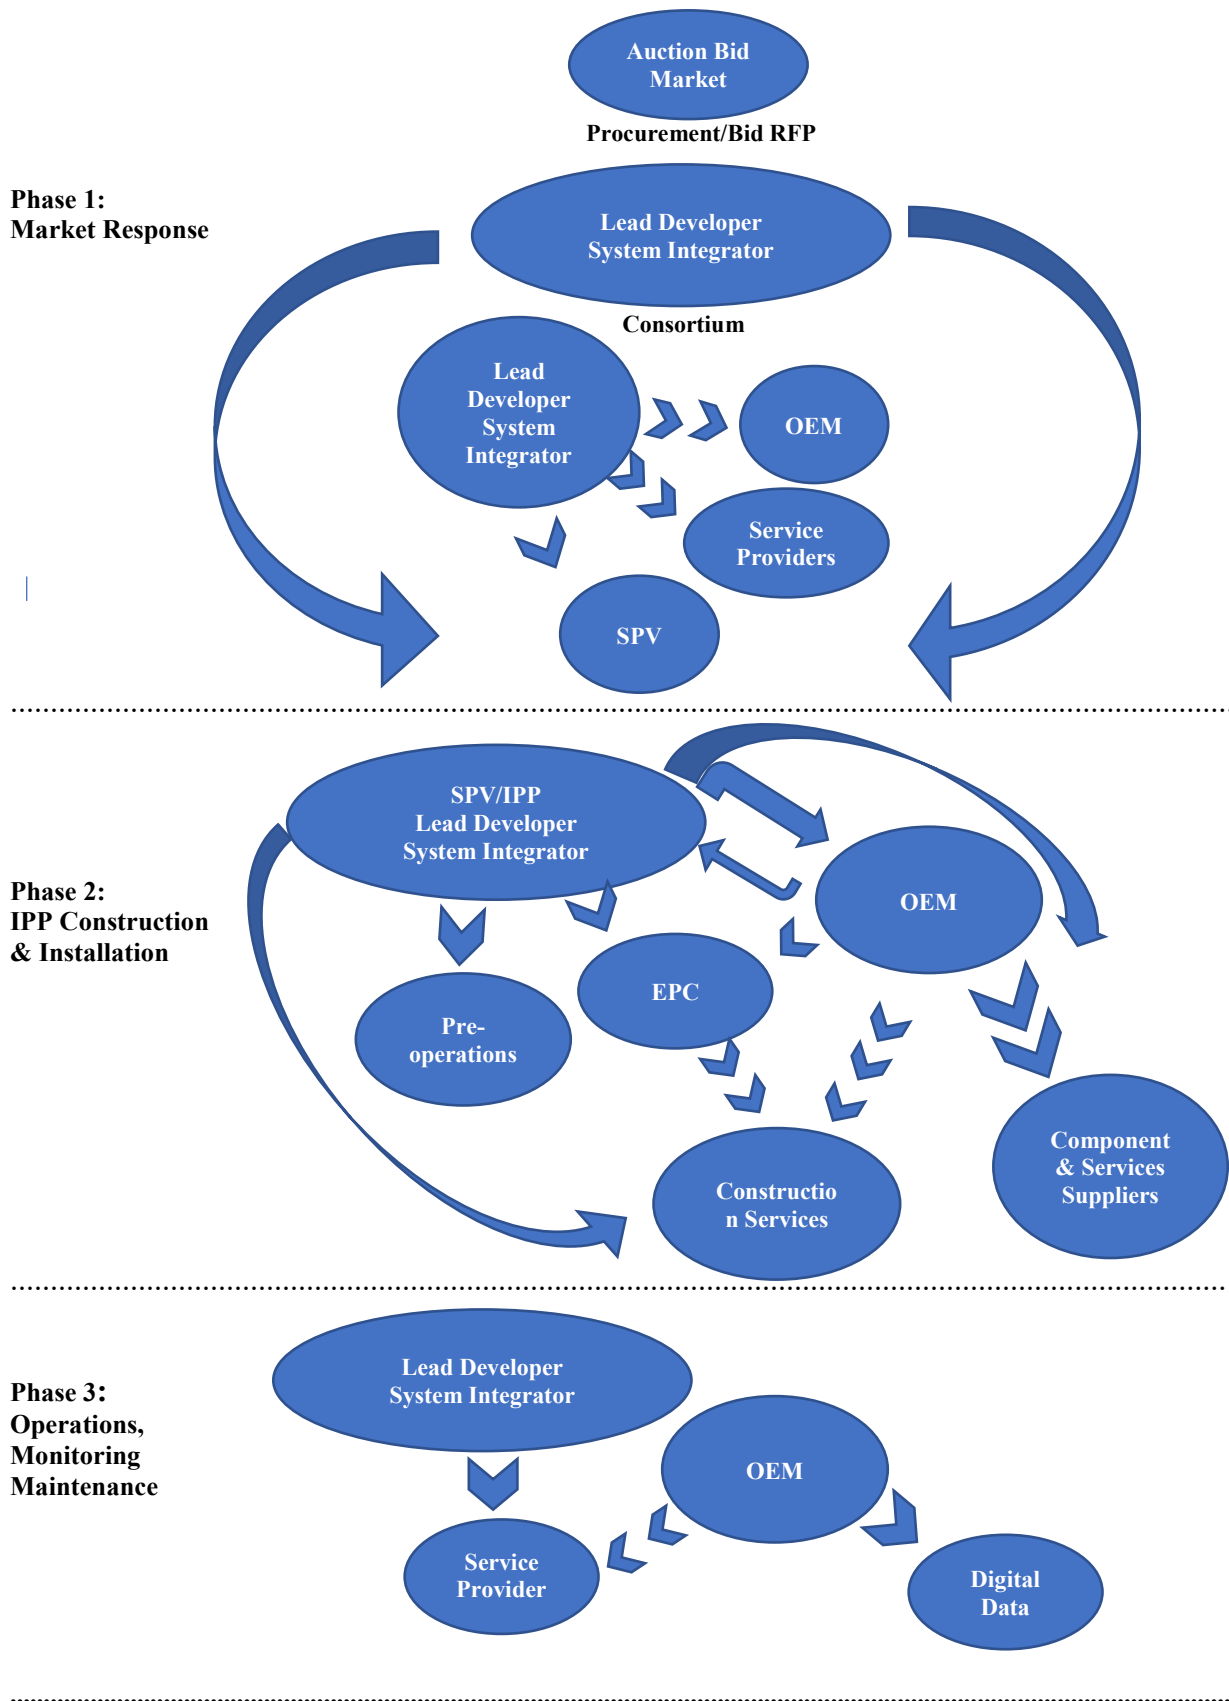 Auction Bid
Market
Procurement/Bid RFP
Phase 1:
Market Response
Lead Developer
System Integrator
Consortium
Lead
Developer
System
Integrator
OEM
Service
Providers
SPV
Phase 2:
IPP Construction
& Installation
SPV/IPP
Lead Developer
System Integrator
OEM
EPC
Pre-
operations
Component
& Services
Suppliers
Constructio
n Services
Phase 3:
Operations,
Monitoring
Maintenance
Lead Developer
System Integrator
OEM
Service
Provider
Digital
Data